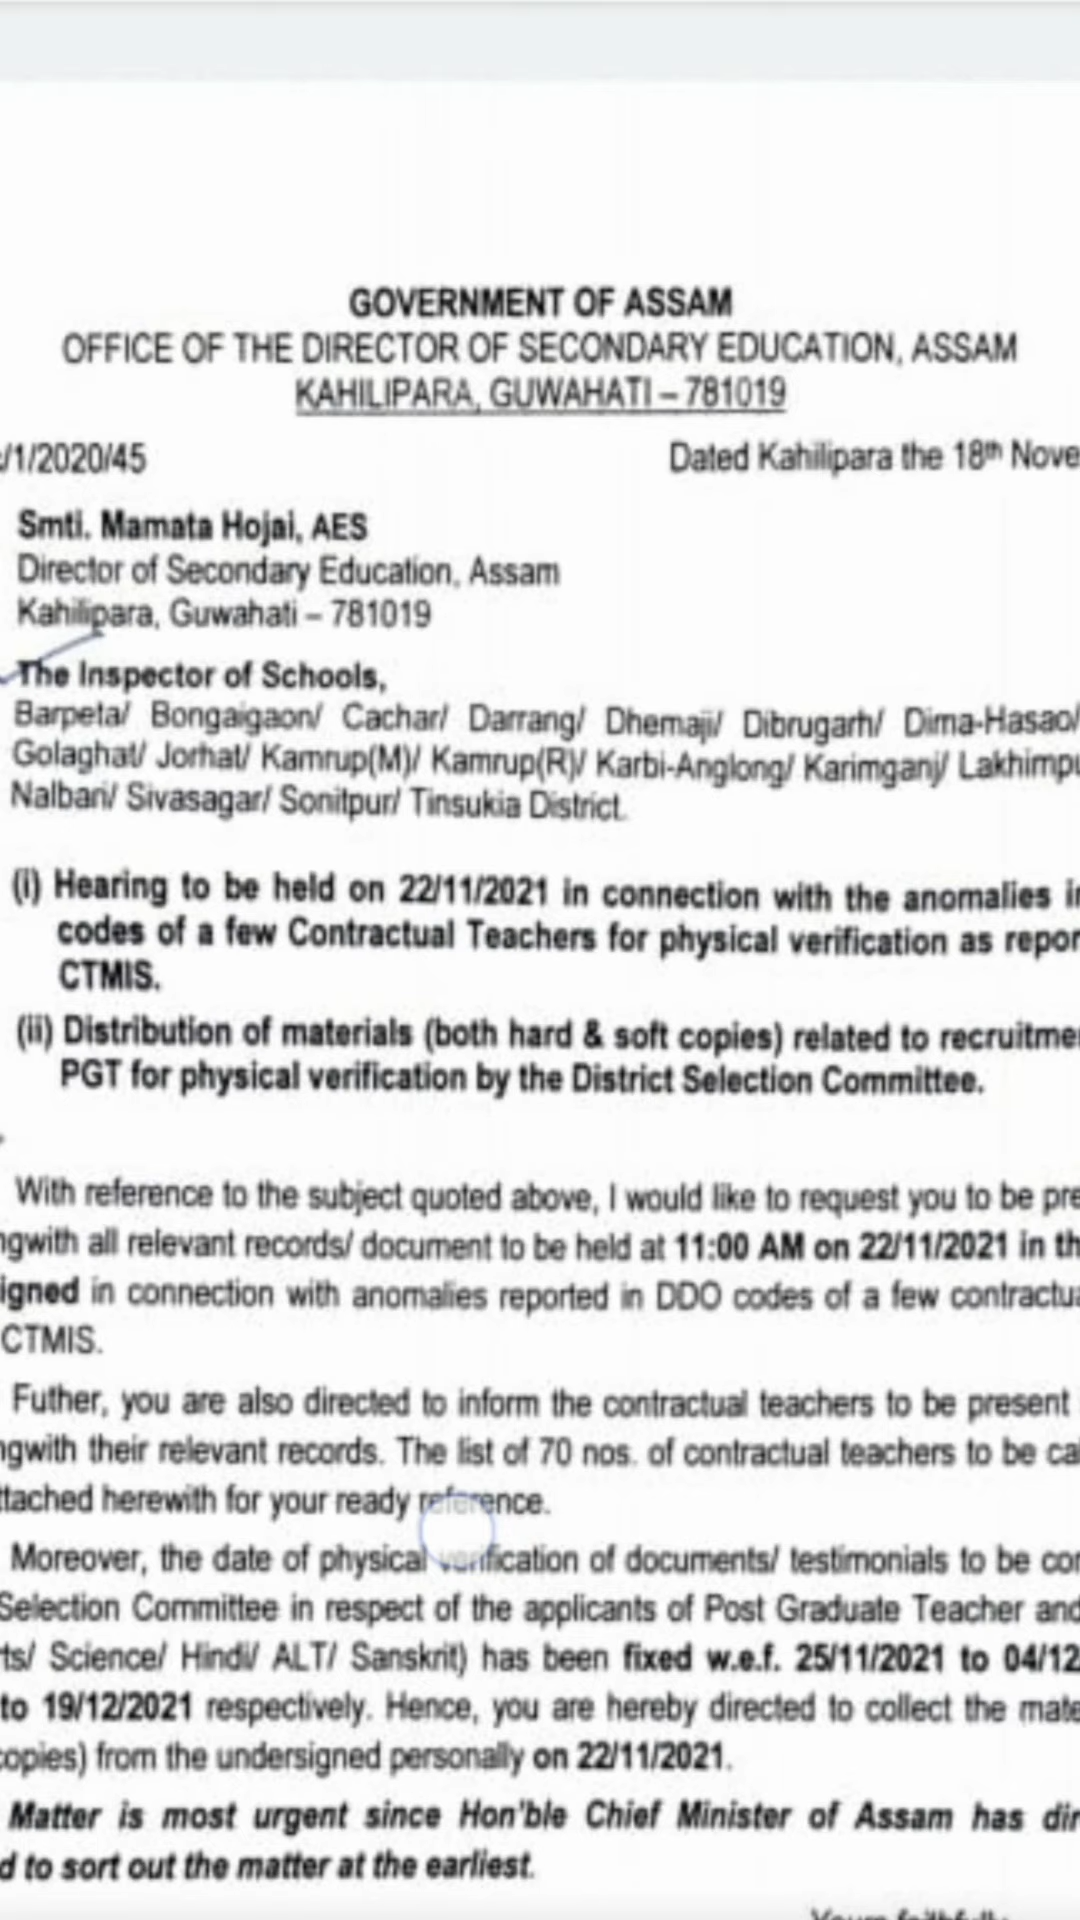 GOVERNMENT OF ASSAM
OFFICE OF THE DIRECTOR OF SECONDARY EDUCATION, ASSAM
KAHILIPARA, GUWAHATI – 781019
/1/2020/45 Dated Kahilipara the 18th Nove
Smti. Mamata Hojai, AES
Director of Secondary Education, Assam
Kahilipara, Guwahati – 781019
The Inspector of Schools,
Barpeta/ Bongaigaon/ Cachar/ Darrang/ Dhemaji/ Dibrugarh/ Dima-Hasao/
Golaghat/ Jorhat/ Kamrup(M)/ Kamrup(R)/ Karbi-Anglong/ Karimganj/ Lakhimpu
Nalbari/ Sivasagar/ Sonitpur/ Tinsukia District.
(i) Hearing to be held on 22/11/2021 in connection with the anomalies in
codes of a few Contractual Teachers for physical verification as repor
CTMIS.
(ii) Distribution of materials (both hard & soft copies) related to recruitme
PGT for physical verification by the District Selection Committee.
With reference to the subject quoted above, I would like to request you to be pre
ngwith all relevant records/ document to be held at 11:00 AM on 22/11/2021 in th
igned in connection with anomalies reported in DDO codes of a few contractua
CTMIS.
Futher, you are also directed to inform the contractual teachers to be present
ngwith their relevant records. The list of 70 nos. of contractual teachers to be cal
ttached herewith for your ready reference.
Moreover, the date of physical verification of documents/ testimonials to be con
Selection Committee in respect of the applicants of Post Graduate Teacher and
rts/ Science/ Hindi/ ALT/ Sanskrit) has been fixed w.e.f. 25/11/2021 to 04/12
to 19/12/2021 respectively. Hence, you are hereby directed to collect the mate
copies) from the undersigned personally on 22/11/2021.
Matter is most urgent since Hon'ble Chief Minister of Assam has dir
d to sort out the matter at the earliest.
Yours faithfully